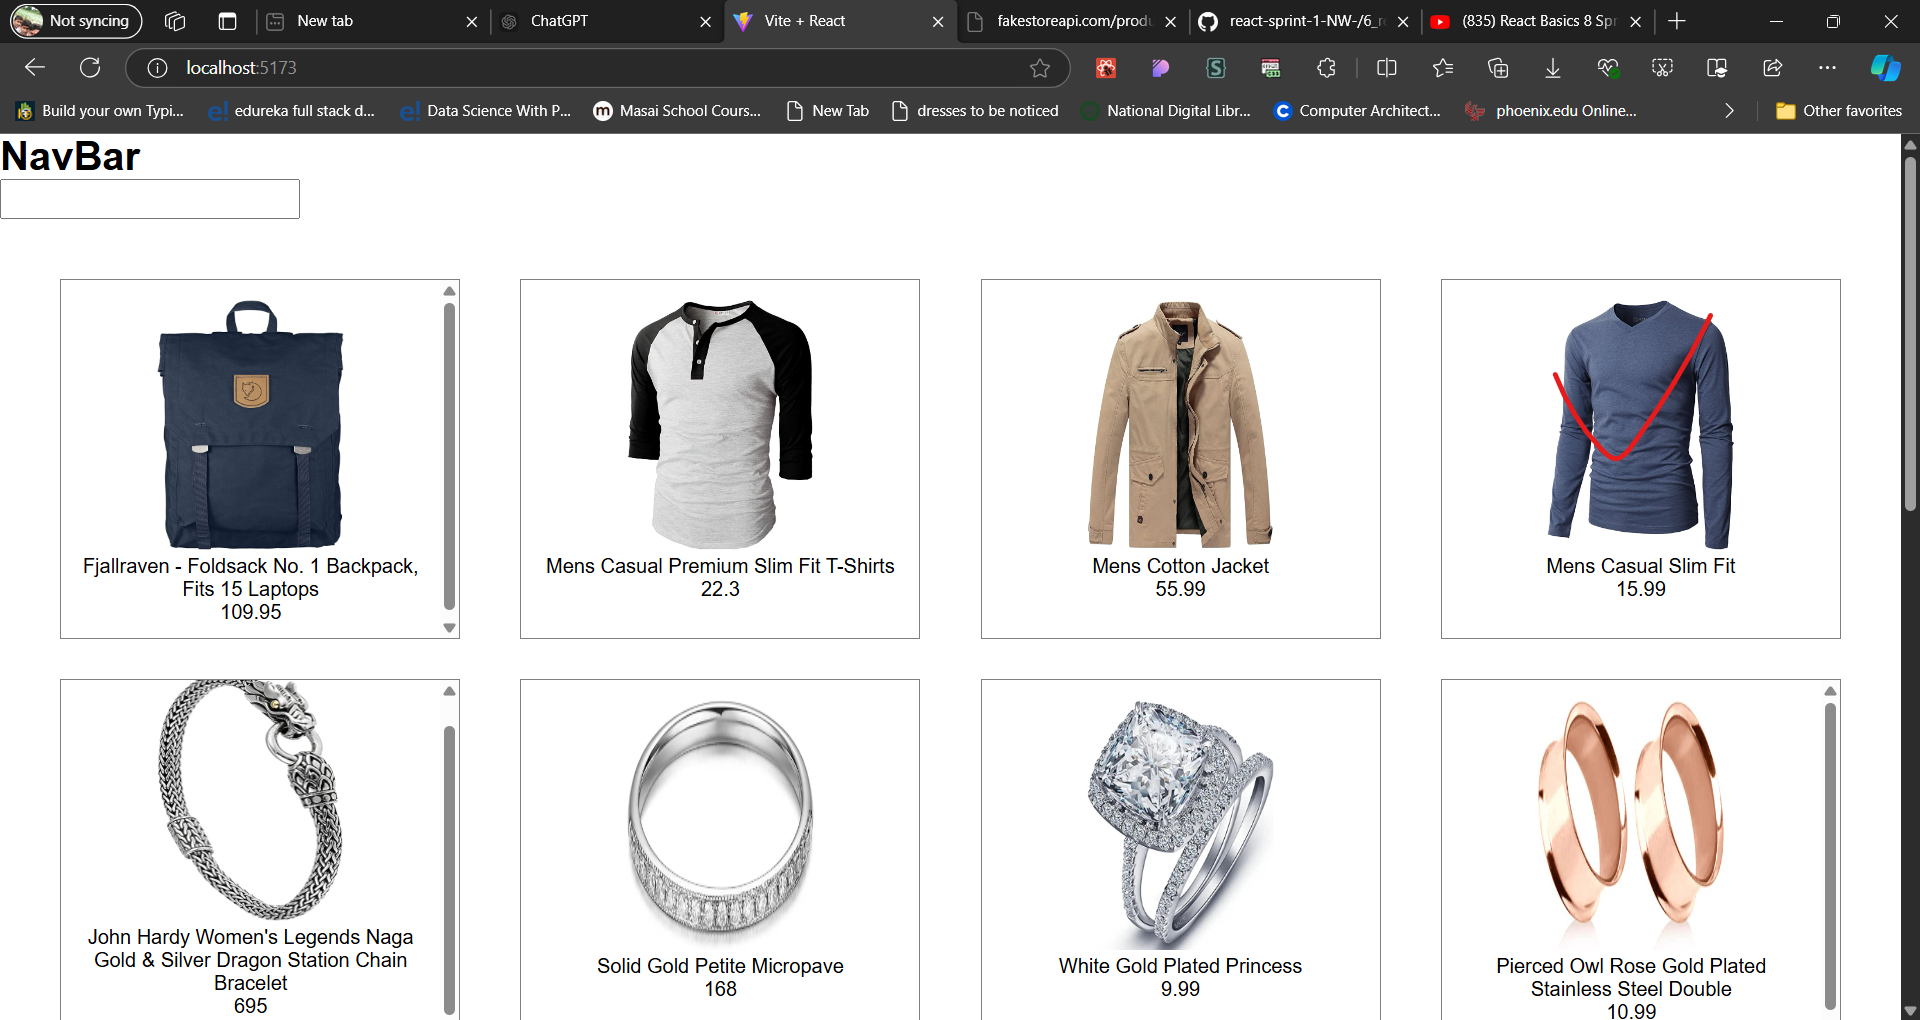 Not syncing
New tab
ChatGPT
Vite + React
fakestoreapi.com/produ
react-sprint-1-NW-/6_r
(835) React Basics 8 Spr
localhost:5173
Build your own Typi...
edureka full stack d...
Data Science With P...
Masai School Cours...
New Tab
dresses to be noticed
National Digital Libr...
Computer Architect...
phoenix.edu Online...
Other favorites
NavBar
Fjallraven - Foldsack No. 1 Backpack,
Fits 15 Laptops
109.95
Mens Casual Premium Slim Fit T-Shirts
22.3
Mens Cotton Jacket
55.99
Mens Casual Slim Fit
15.99
John Hardy Women's Legends Naga
Gold & Silver Dragon Station Chain
Bracelet
695
Solid Gold Petite Micropave
168
White Gold Plated Princess
9.99
Pierced Owl Rose Gold Plated
Stainless Steel Double
10.99